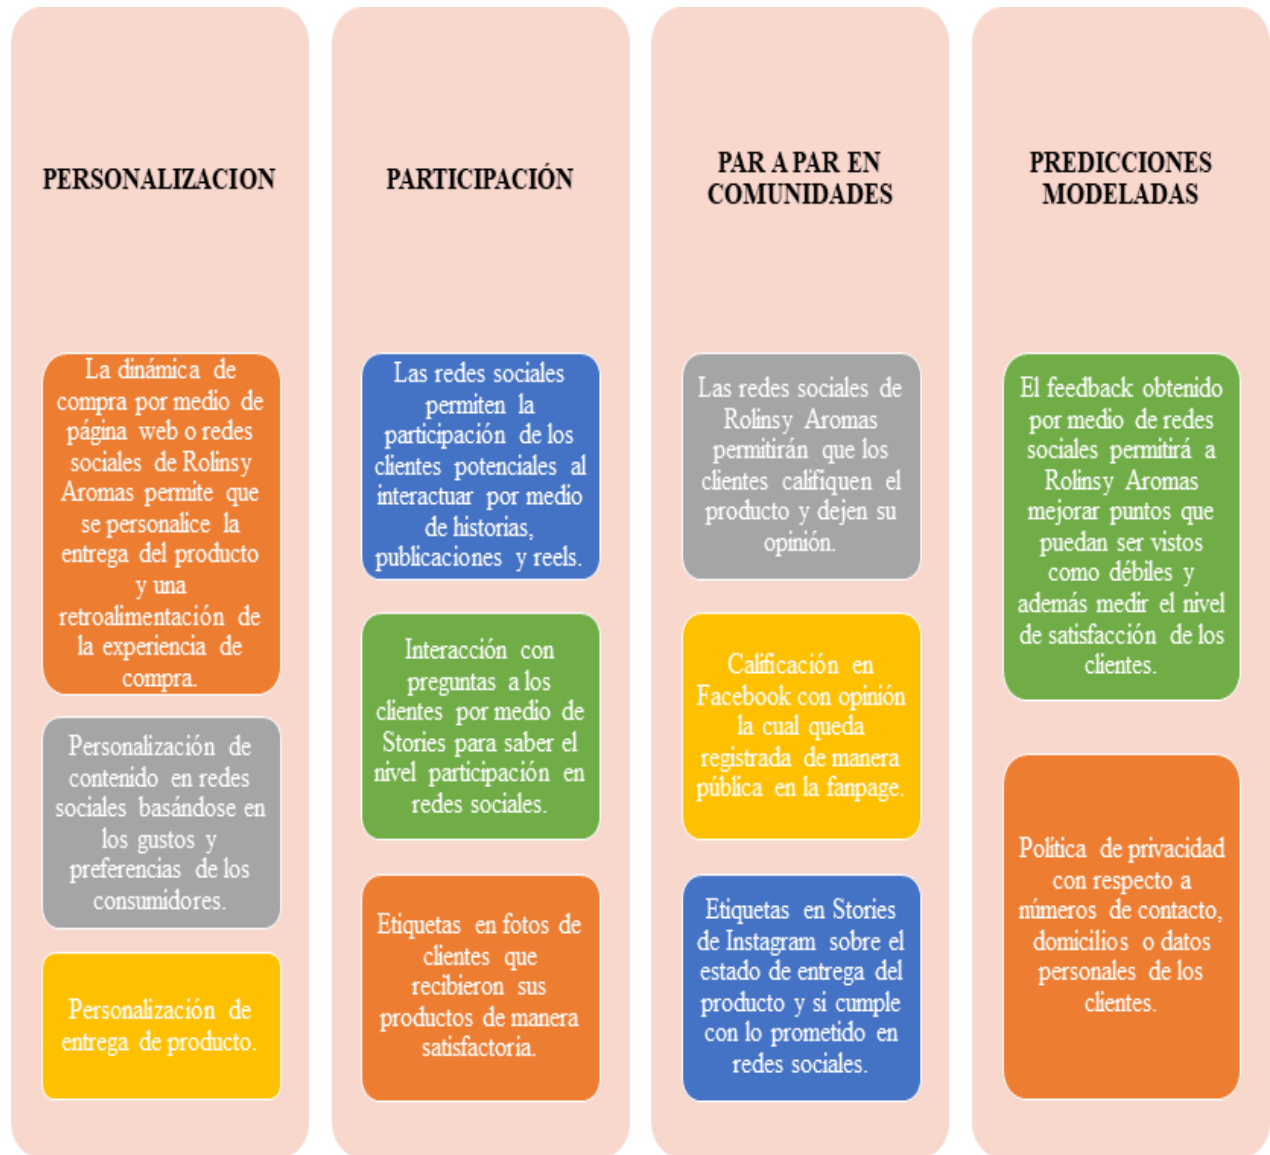 PERSONALIZACION
La dinámica de
compra por medio de
página web o redes
sociales de Rolinsy
Aromas permite que
se personalice la
entrega del producto
y una
retroalimentación de
la experiencia de
compra.
Personalización de
contenido en redes
sociales basándose en
los gustos y
preferencias de los
consumidores.
Personalización de
entrega de producto.
PARTICIPACIÓN
Las redes sociales
permiten la
participación de los
clientes potenciales al
interactuar por medio
de historias,
publicaciones y reels.
Interacción con
preguntas a los
clientes por medio de
Stories para saber el
nivel participación en
redes sociales.
Etiquetas en fotos de
clientes que
recibieron sus
productos de manera
satisfactoria.
PAR A PAR EN
COMUNIDADES
Las redes sociales de
Rolinsy Aromas
permitirán que los
clientes califiquen el
producto y dejen su
opinión.
Calificación en
Facebook con opinión
la cual queda
registrada de manera
pública en la fanpage.
Etiquetas en Stories
de Instagram sobre el
estado de entrega del
producto y si cumple
con lo prometido en
redes sociales.
PREDICCIONES
MODELADAS
El feedback obtenido
por medio de redes
sociales permitirá a
Rolinsy Aromas
mejorar puntos que
puedan ser vistos
como débiles y
además medir el nivel
de satisfacción de los
clientes.
Política de privacidad
con respecto a
números de contacto,
domicilios o datos
personales de los
clientes.